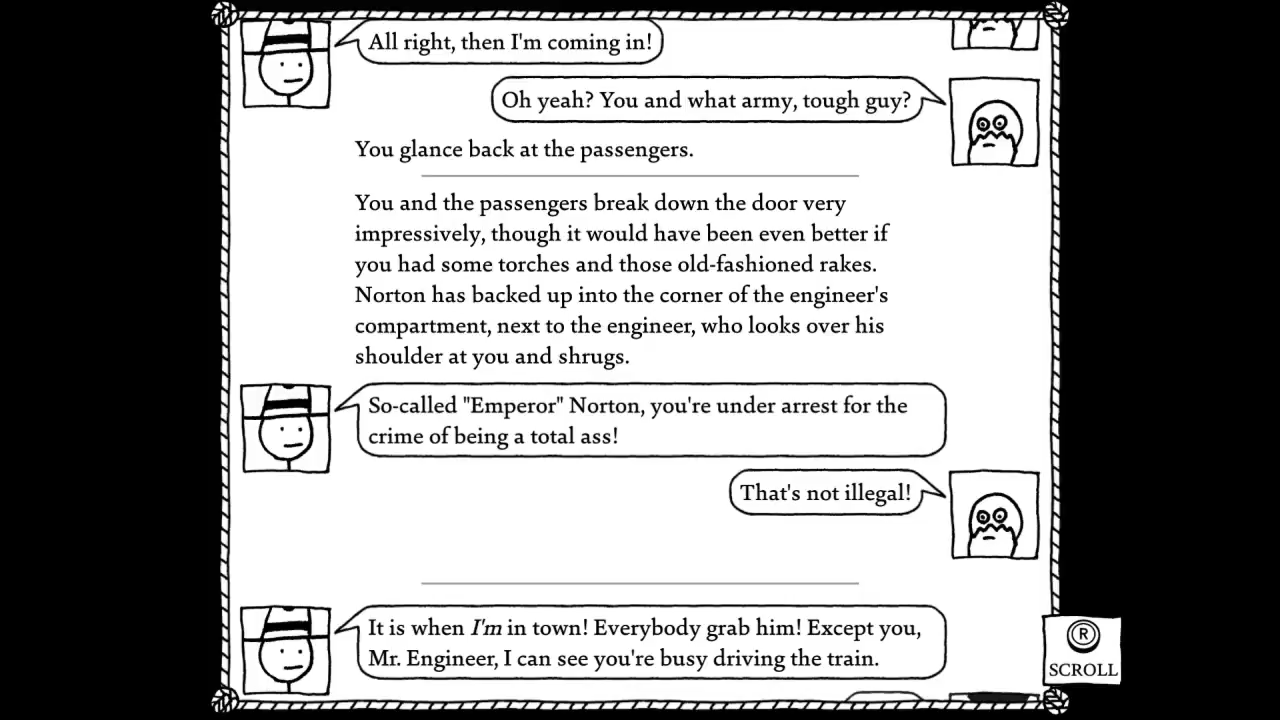 All right, then I'm coming in!
Oh yeah? You and what army, tough guy?
You glance back at the passengers.
You and the passengers break down the door very
impressively, though it would have been even better if
you had some torches and those old-fashioned rakes.
Norton has backed up into the corner of the engineer's
compartment, next to the engineer, who looks over his
shoulder at you and shrugs.
So-called "Emperor" Norton, you're under arrest for the
crime of being a total ass!
That's not illegal!
It is when I'm in town! Everybody grab him! Except you,
Mr. Engineer, I can see you're busy driving the train.
R
SCROLL